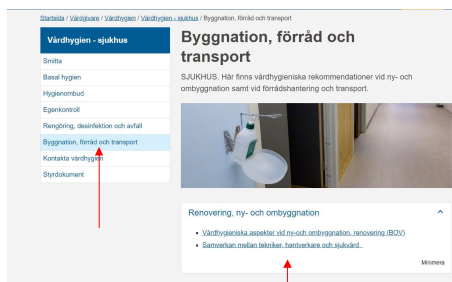 Startsida / Vårdgivare / Vårdhygien / Vårdhygien - sjukhus / Byggnation, förråd och transport
Vårdhygien - sjukhus
Smitta
Basal hygien
Hygienombud
Egenkontroll
Rengöring, desinfektion och avfall
Byggnation, förråd och transport
Kontakta vårdhygien
Styrdokument
Byggnation, förråd och
transport
SJUKHUS. Här finns vårdhygieniska rekommendationer vid ny- och
ombyggnation samt vid förrådshantering och transport.
Renovering, ny- och ombyggnation
Vårdhygieniska aspekter vid ny-och ombyggnation, renovering (BOV)
Samverkan mellan tekniker, hantverkare och sjukvård
Minimera